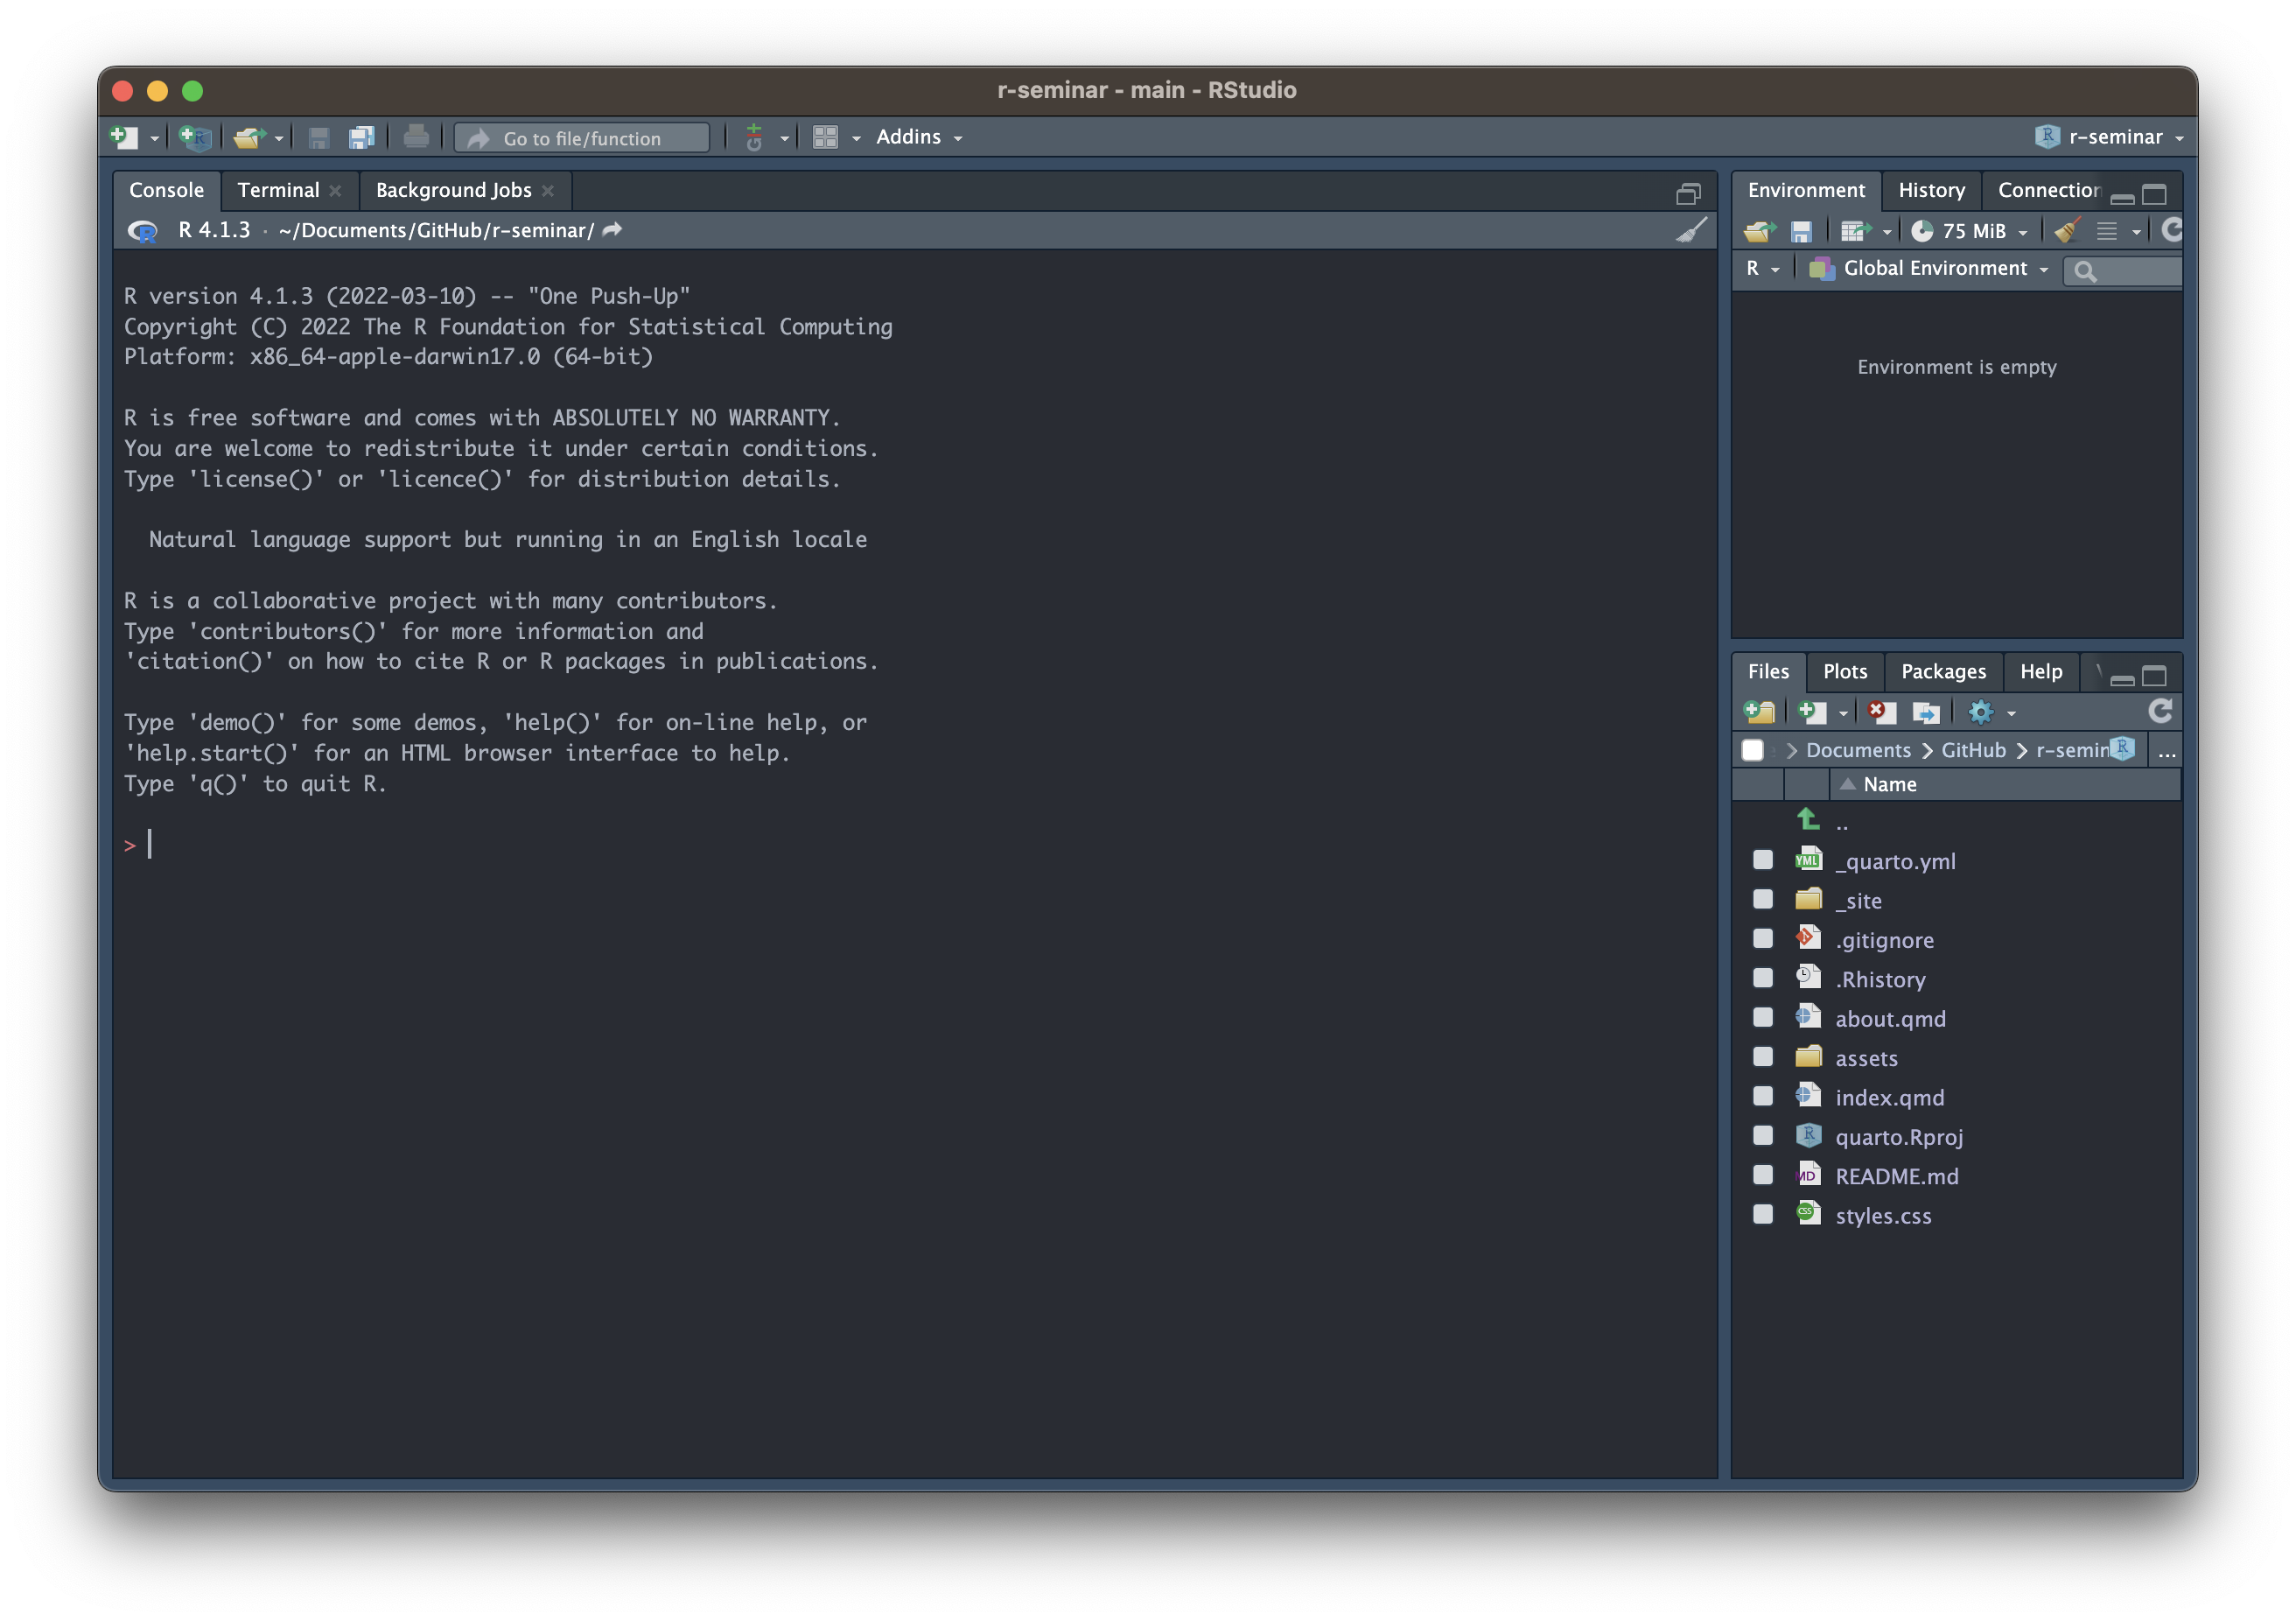 r-seminar - main - RStudio
Go to file/function
Addins
r-seminar
Console Terminal Background Jobs
R 4.1.3 · ~/Documents/GitHub/r-seminar/
R version 4.1.3 (2022-03-10) -- "One Push-Up"
Copyright (C) 2022 The R Foundation for Statistical Computing
Platform: x86_64-apple-darwin17.0 (64-bit)
R is free software and comes with ABSOLUTELY NO WARRANTY.
You are welcome to redistribute it under certain conditions.
Type 'license()' or 'licence()' for distribution details.
Natural language support but running in an English locale
R is a collaborative project with many contributors.
Type 'contributors()' for more information and
'citation()' on how to cite R or R packages in publications.
Type 'demo()' for some demos, 'help()' for on-line help, or
'help.start()' for an HTML browser interface to help.
Type 'q()' to quit R.
>
Environment History Connection
75 MiB
R Global Environment
Environment is empty
Files Plots Packages Help
Documents GitHub r-semin ...
Name
..
_quarto.yml
_site
.gitignore
.Rhistory
about.qmd
assets
index.qmd
quarto.Rproj
README.md
styles.css